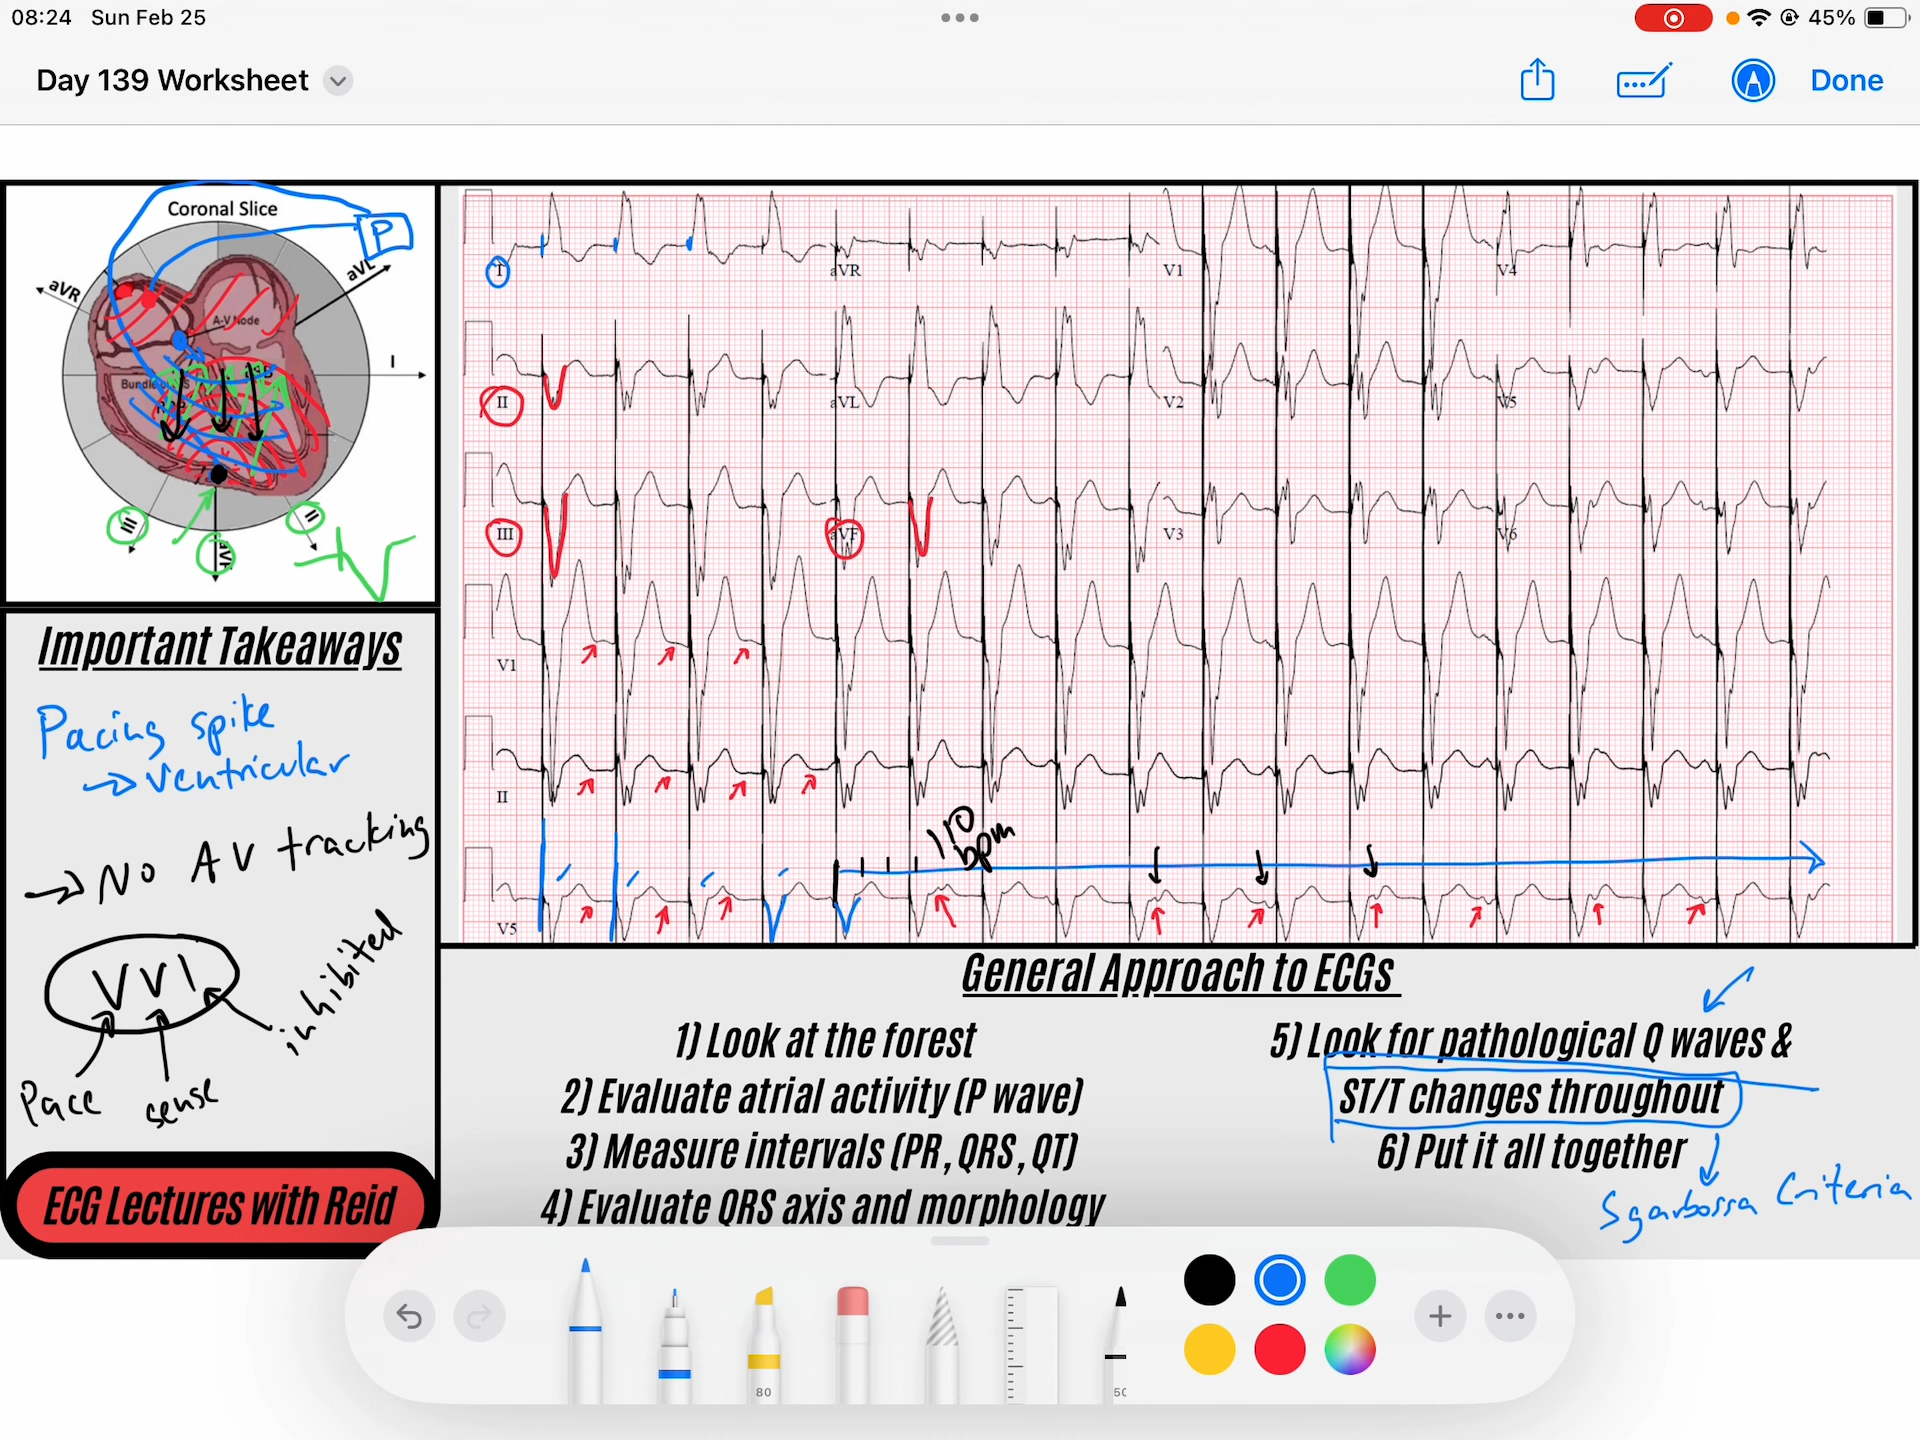 08:24 Sun Feb 25
45%
Day 139 Worksheet
Done
Coronal Slice
P
aVL
aVR
A-V Node
I
III
aVF
II
I
aVR
V1
V4
II
aVL
V2
V5
III
aVF
V3
V6
V1
II
V5
110
bpm
Important Takeaways
Pacing spike
→ ventricular
→ No AV tracking
VVI
inhibited
Pace
sense
ECG Lectures with Reid
General Approach to ECGs
1) Look at the forest
2) Evaluate atrial activity (P wave)
3) Measure intervals (PR, QRS, QT)
4) Evaluate QRS axis and morphology
5) Look for pathological Q waves &
ST/T changes throughout
6) Put it all together
Sgarbossa Criteria
80
50